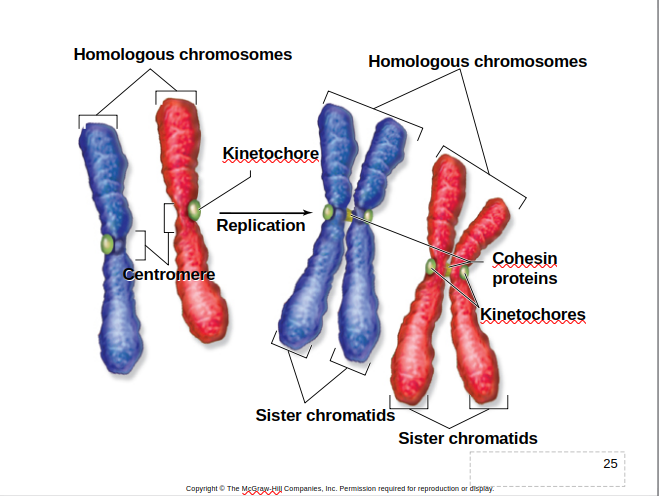 Homologous chromosomes
Homologous chromosomes
Kinetochore
Replication
Centromere
Cohesin
proteins
Kinetochores
Sister chromatids
Sister chromatids
25
Copyright © The McGraw-Hill Companies, Inc. Permission required for reproduction or display.